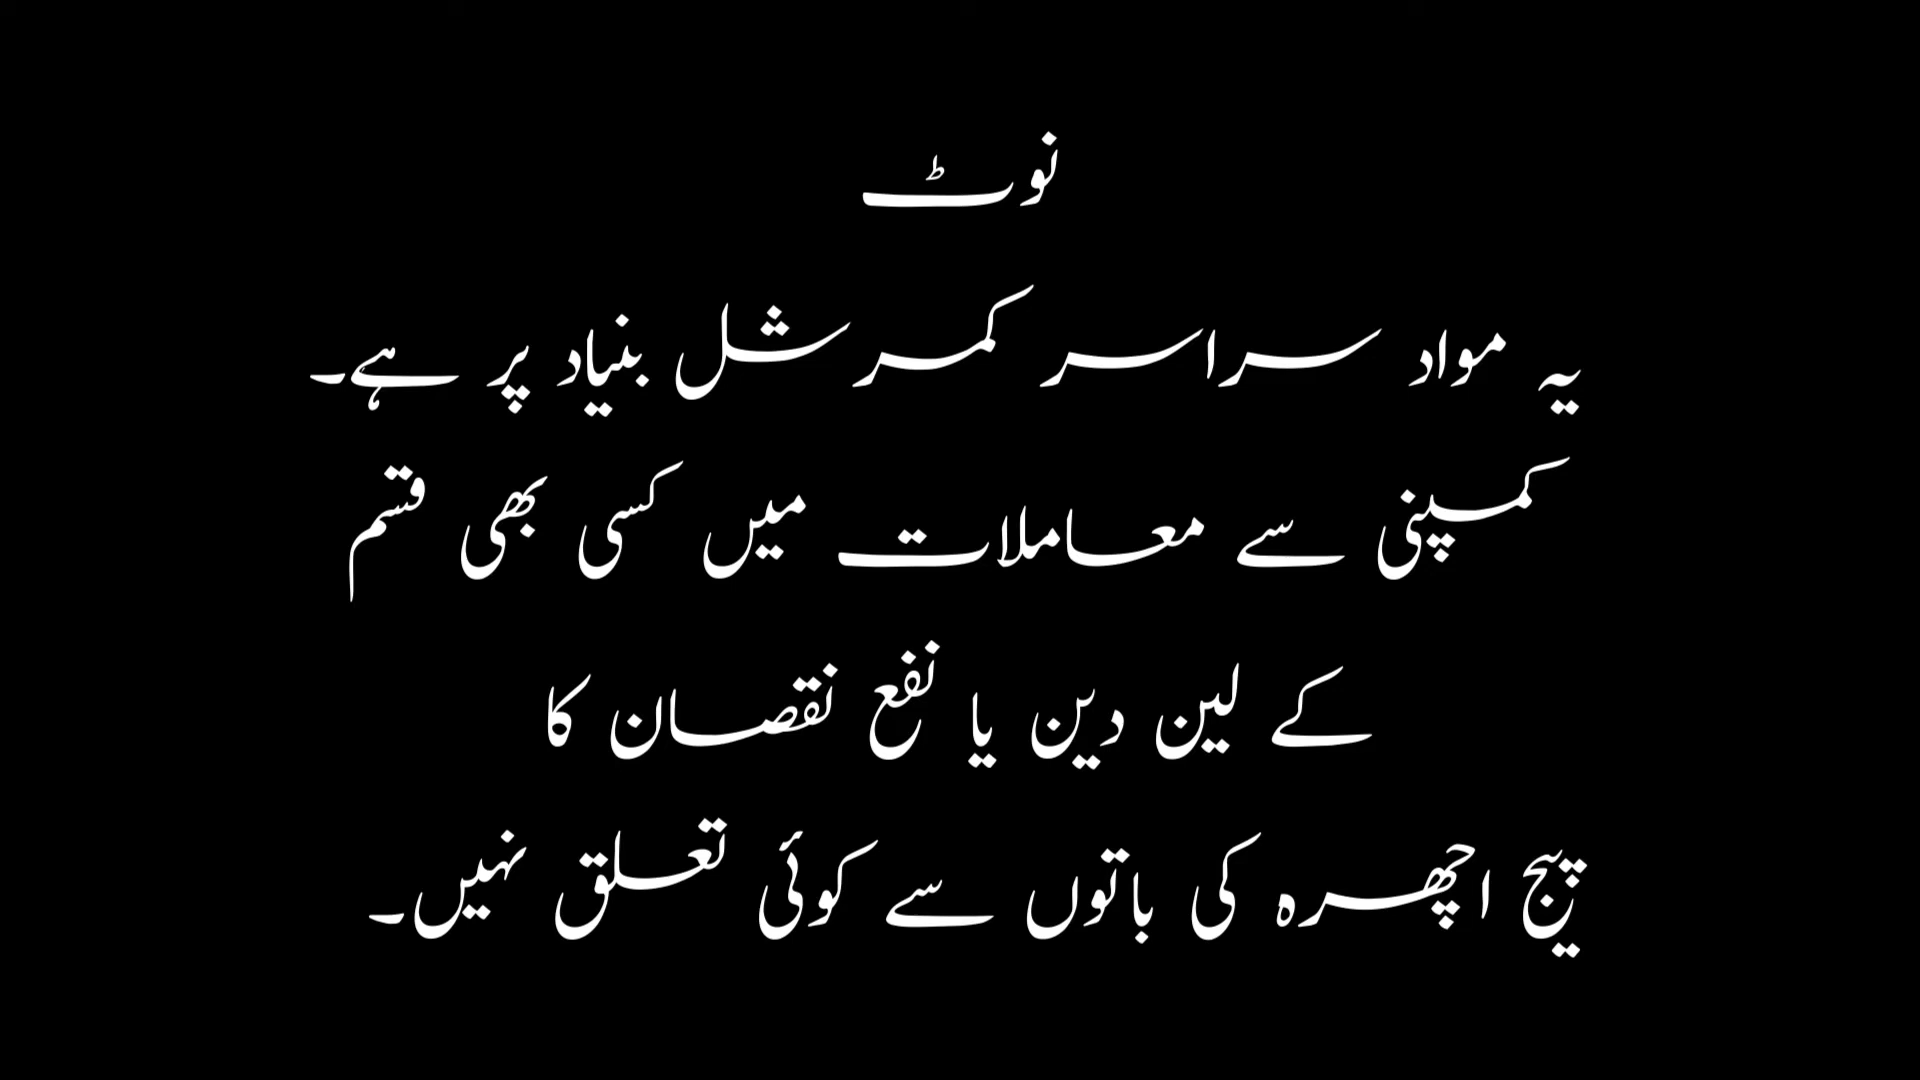 نوٹ
یہ مواد سراسر کمرشل بنیاد پر ہے۔
کمپنی سے معاملات میں کسی بھی قسم
کے لین دین یا نفع نقصان کا
پیج اچھرہ کی باتوں سے کوئی تعلق نہیں۔